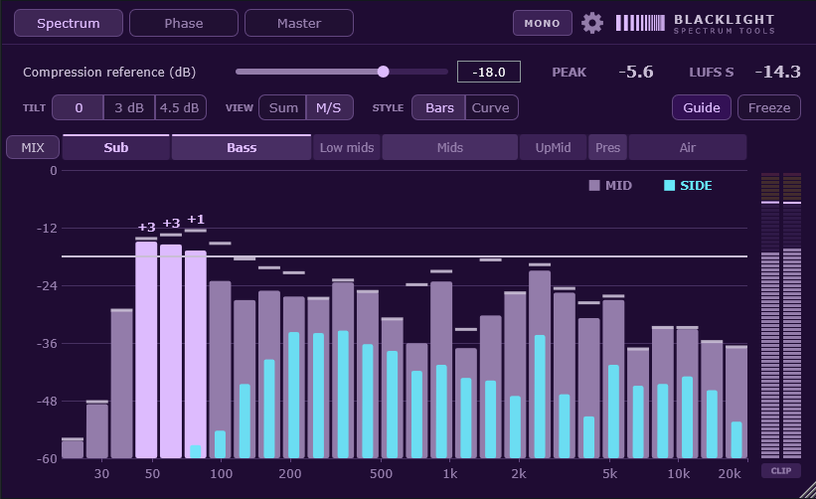 Spectrum Phase Master MONO BLACKLIGHT
SPECTRUM TOOLS
Compression reference (dB) -18.0 PEAK -5.6 LUFS S -14.3
TILT 0 3 dB 4.5 dB VIEW Sum M/S STYLE Bars Curve Guide Freeze
MIX Sub Bass Low mids Mids UpMid Pres Air
0
MID SIDE
+3 +3 +1
-12
-24
-36
-48
-60
30 50 100 200 500 1k 2k 5k 10k 20k
CLIP